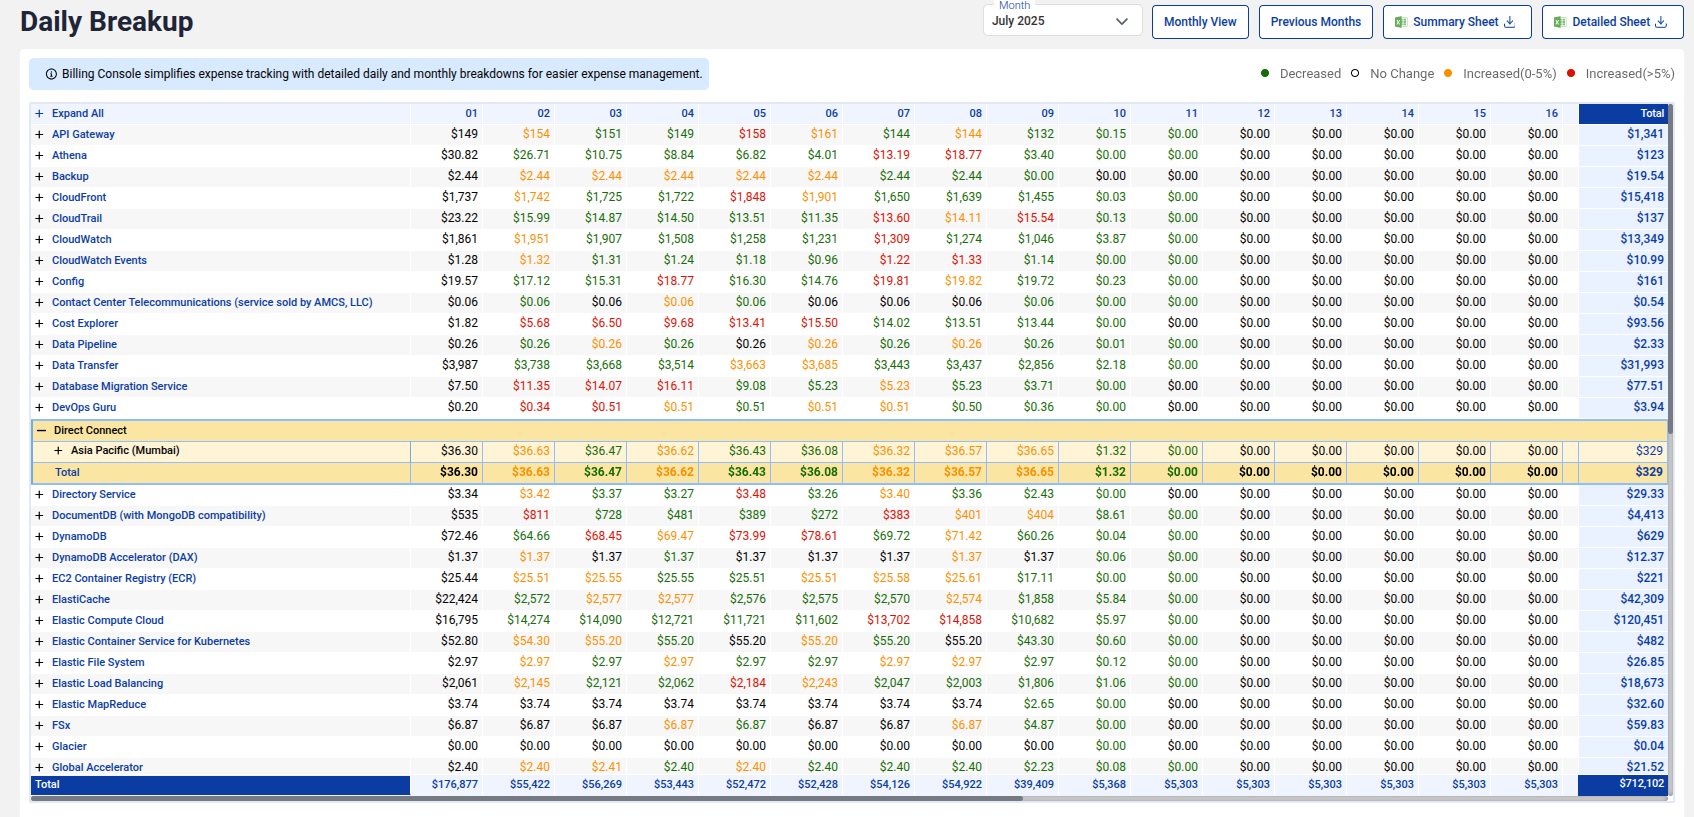 Daily Breakup
Month
July 2025
Monthly View
Previous Months
Summary Sheet
Detailed Sheet
Billing Console simplifies expense tracking with detailed daily and monthly breakdowns for easier expense management.
Decreased No Change Increased(0-5%) Increased(>5%)
+ Expand All 01 02 03 04 05 06 07 08 09 10 11 12 13 14 15 16 Total
+ API Gateway $149 $154 $151 $149 $158 $161 $144 $144 $132 $0.15 $0.00 $0.00 $0.00 $0.00 $0.00 $0.00 $1,341
+ Athena $30.82 $26.71 $10.75 $8.84 $6.82 $4.01 $13.19 $18.77 $3.40 $0.00 $0.00 $0.00 $0.00 $0.00 $0.00 $0.00 $123
+ Backup $2.44 $2.44 $2.44 $2.44 $2.44 $2.44 $2.44 $2.44 $0.00 $0.00 $0.00 $0.00 $0.00 $0.00 $0.00 $0.00 $19.54
+ CloudFront $1,737 $1,742 $1,725 $1,722 $1,848 $1,901 $1,650 $1,639 $1,455 $0.03 $0.00 $0.00 $0.00 $0.00 $0.00 $0.00 $15,418
+ CloudTrail $23.22 $15.99 $14.87 $14.50 $13.51 $11.35 $13.60 $14.11 $15.54 $0.13 $0.00 $0.00 $0.00 $0.00 $0.00 $0.00 $137
+ CloudWatch $1,861 $1,951 $1,907 $1,508 $1,258 $1,231 $1,309 $1,274 $1,046 $3.87 $0.00 $0.00 $0.00 $0.00 $0.00 $0.00 $13,349
+ CloudWatch Events $1.28 $1.32 $1.31 $1.24 $1.18 $0.96 $1.22 $1.33 $1.14 $0.00 $0.00 $0.00 $0.00 $0.00 $0.00 $0.00 $10.99
+ Config $19.57 $17.12 $15.31 $18.77 $16.30 $14.76 $19.81 $19.82 $19.72 $0.23 $0.00 $0.00 $0.00 $0.00 $0.00 $0.00 $161
+ Contact Center Telecommunications (service sold by AMCS, LLC) $0.06 $0.06 $0.06 $0.06 $0.06 $0.06 $0.06 $0.06 $0.06 $0.00 $0.00 $0.00 $0.00 $0.00 $0.00 $0.00 $0.54
+ Cost Explorer $1.82 $5.68 $6.50 $9.68 $13.41 $15.50 $14.02 $13.51 $13.44 $0.00 $0.00 $0.00 $0.00 $0.00 $0.00 $0.00 $93.56
+ Data Pipeline $0.26 $0.26 $0.26 $0.26 $0.26 $0.26 $0.26 $0.26 $0.26 $0.01 $0.00 $0.00 $0.00 $0.00 $0.00 $0.00 $2.33
+ Data Transfer $3,987 $3,738 $3,668 $3,514 $3,663 $3,685 $3,443 $3,437 $2,856 $2.18 $0.00 $0.00 $0.00 $0.00 $0.00 $0.00 $31,993
+ Database Migration Service $7.50 $11.35 $14.07 $16.11 $9.08 $5.23 $5.23 $5.23 $3.71 $0.00 $0.00 $0.00 $0.00 $0.00 $0.00 $0.00 $77.51
+ DevOps Guru $0.20 $0.34 $0.51 $0.51 $0.51 $0.51 $0.51 $0.50 $0.36 $0.00 $0.00 $0.00 $0.00 $0.00 $0.00 $0.00 $3.94
− Direct Connect
+ Asia Pacific (Mumbai) $36.30 $36.63 $36.47 $36.62 $36.43 $36.08 $36.32 $36.57 $36.65 $1.32 $0.00 $0.00 $0.00 $0.00 $0.00 $0.00 $329
Total $36.30 $36.63 $36.47 $36.62 $36.43 $36.08 $36.32 $36.57 $36.65 $1.32 $0.00 $0.00 $0.00 $0.00 $0.00 $0.00 $329
+ Directory Service $3.34 $3.42 $3.37 $3.27 $3.48 $3.26 $3.40 $3.36 $2.43 $0.00 $0.00 $0.00 $0.00 $0.00 $0.00 $0.00 $29.33
+ DocumentDB (with MongoDB compatibility) $535 $811 $728 $481 $389 $272 $383 $401 $404 $8.61 $0.00 $0.00 $0.00 $0.00 $0.00 $0.00 $4,413
+ DynamoDB $72.46 $64.66 $68.45 $69.47 $73.99 $78.61 $69.72 $71.42 $60.26 $0.04 $0.00 $0.00 $0.00 $0.00 $0.00 $0.00 $629
+ DynamoDB Accelerator (DAX) $1.37 $1.37 $1.37 $1.37 $1.37 $1.37 $1.37 $1.37 $1.37 $0.06 $0.00 $0.00 $0.00 $0.00 $0.00 $0.00 $12.37
+ EC2 Container Registry (ECR) $25.44 $25.51 $25.55 $25.55 $25.51 $25.51 $25.58 $25.61 $17.11 $0.00 $0.00 $0.00 $0.00 $0.00 $0.00 $0.00 $221
+ ElastiCache $22,424 $2,572 $2,577 $2,577 $2,576 $2,575 $2,570 $2,574 $1,858 $5.84 $0.00 $0.00 $0.00 $0.00 $0.00 $0.00 $42,309
+ Elastic Compute Cloud $16,795 $14,274 $14,090 $12,721 $11,721 $11,602 $13,702 $14,858 $10,682 $5.97 $0.00 $0.00 $0.00 $0.00 $0.00 $0.00 $120,451
+ Elastic Container Service for Kubernetes $52.80 $54.30 $55.20 $55.20 $55.20 $55.20 $55.20 $55.20 $43.30 $0.60 $0.00 $0.00 $0.00 $0.00 $0.00 $0.00 $482
+ Elastic File System $2.97 $2.97 $2.97 $2.97 $2.97 $2.97 $2.97 $2.97 $2.97 $0.12 $0.00 $0.00 $0.00 $0.00 $0.00 $0.00 $26.85
+ Elastic Load Balancing $2,061 $2,145 $2,121 $2,062 $2,184 $2,243 $2,047 $2,003 $1,806 $1.06 $0.00 $0.00 $0.00 $0.00 $0.00 $0.00 $18,673
+ Elastic MapReduce $3.74 $3.74 $3.74 $3.74 $3.74 $3.74 $3.74 $3.74 $2.65 $0.00 $0.00 $0.00 $0.00 $0.00 $0.00 $0.00 $32.60
+ FSx $6.87 $6.87 $6.87 $6.87 $6.87 $6.87 $6.87 $6.87 $4.87 $0.00 $0.00 $0.00 $0.00 $0.00 $0.00 $0.00 $59.83
+ Glacier $0.00 $0.00 $0.00 $0.00 $0.00 $0.00 $0.00 $0.00 $0.00 $0.00 $0.00 $0.00 $0.00 $0.00 $0.00 $0.00 $0.04
+ Global Accelerator $2.40 $2.40 $2.41 $2.40 $2.40 $2.40 $2.40 $2.40 $2.23 $0.08 $0.00 $0.00 $0.00 $0.00 $0.00 $0.00 $21.52
Total $176,877 $55,422 $56,269 $53,443 $52,472 $52,428 $54,126 $54,922 $39,409 $5,368 $5,303 $5,303 $5,303 $5,303 $5,303 $5,303 $712,102